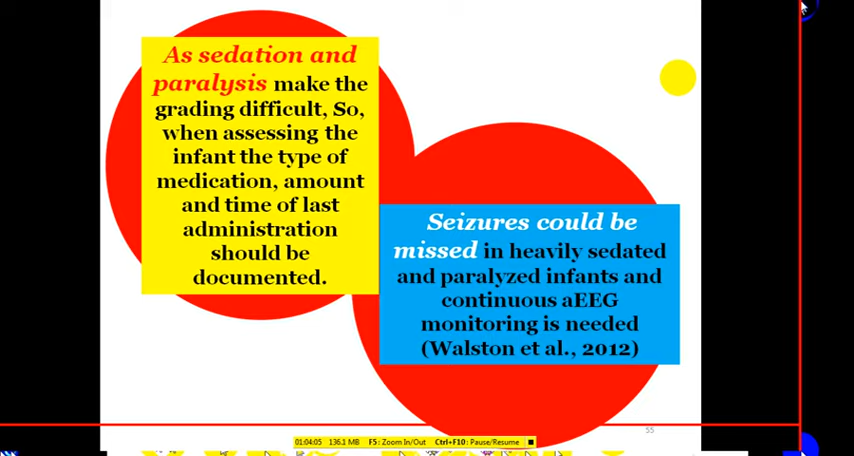 As sedation and
paralysis make the
grading difficult, So,
when assessing the
infant the type of
medication, amount
and time of last
administration
should be
documented.
Seizures could be
missed in heavily sedated
and paralyzed infants and
continuous aEEG
monitoring is needed
(Walston et al., 2012)
55
01:04:05 136.1 MB F5: Zoom In/Out Ctrl+F10: Pause/Resume